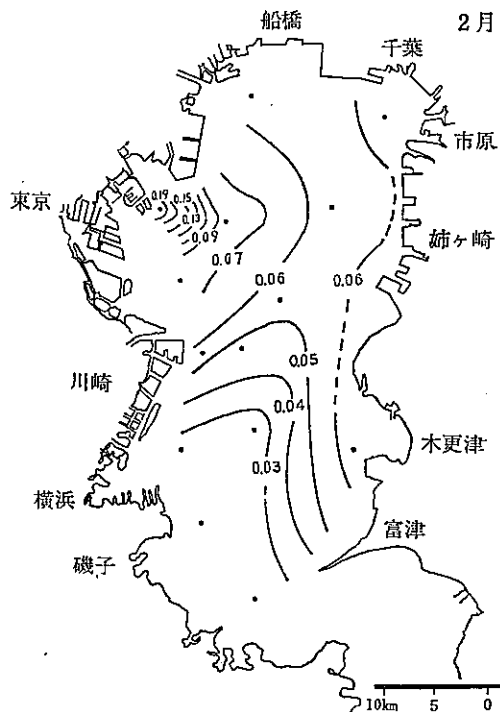 船橋
2月
千葉
市原
東京
0.19
0.15
0.13
0.09
0.07
姉ヶ崎
0.06
0.06
0.05
川崎
0.04
木更津
0.03
横浜
富津
磯子
10km 5 0